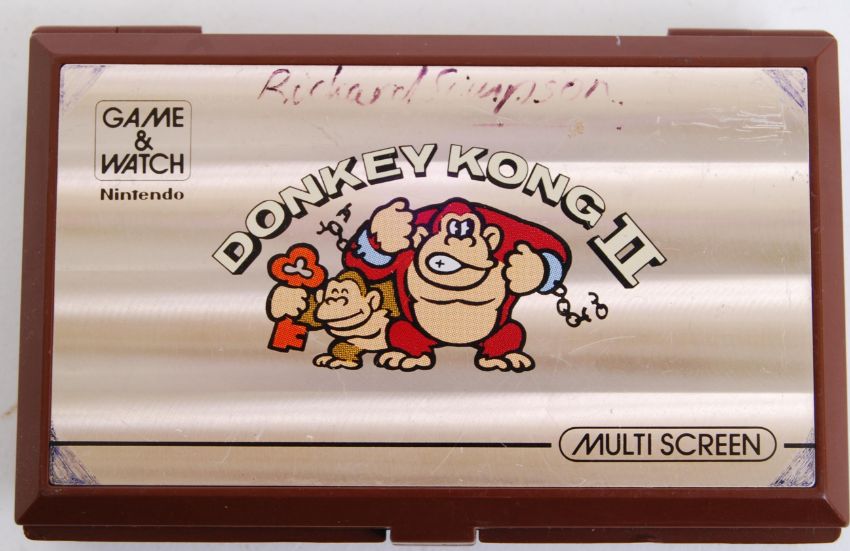 Richard Simpson.
GAME
&
WATCH
Nintendo
DONKEY KONG II
MULTI SCREEN